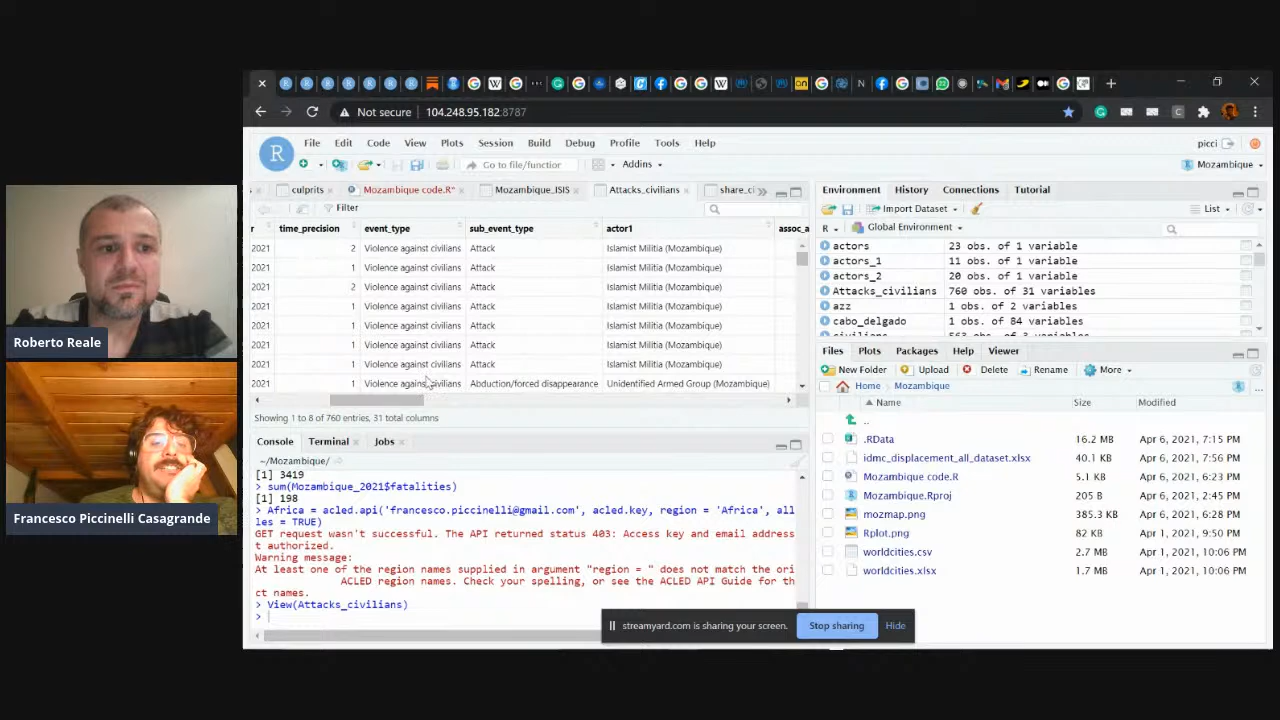 Not secure
104.248.95.182:8787
File Edit Code View Plots Session Build Debug Profile Tools Help
picci
Go to file/function
Addins
Mozambique
culprits
Mozambique code.R*
Mozambique_ISIS
Attacks_civilians
share_ci
Filter
r time_precision event_type sub_event_type actor1 assoc_a
2021 2 Violence against civilians Attack Islamist Militia (Mozambique)
2021 1 Violence against civilians Attack Islamist Militia (Mozambique)
2021 2 Violence against civilians Attack Islamist Militia (Mozambique)
2021 1 Violence against civilians Attack Islamist Militia (Mozambique)
2021 1 Violence against civilians Attack Islamist Militia (Mozambique)
2021 1 Violence against civilians Attack Islamist Militia (Mozambique)
2021 1 Violence against civilians Attack Islamist Militia (Mozambique)
2021 1 Violence against civilians Abduction/forced disappearance Unidentified Armed Group (Mozambique)
Showing 1 to 8 of 760 entries, 31 total columns
Console Terminal Jobs
~/Mozambique/
[1] 3419
> sum(Mozambique_2021$fatalities)
[1] 198
> Africa = acled.api('francesco.piccinelli@gmail.com', acled.key, region = 'Africa', all
les = TRUE)
GET request wasn't successful. The API returned status 403: Access key and email address
t authorized.
Warning message:
At least one of the region names supplied in argument "region = " does not match the ori
ACLED region names. Check your spelling, or see the ACLED API Guide for th
ct names.
> View(Attacks_civilians)
>
Environment History Connections Tutorial
Import Dataset
List
R
Global Environment
actors 23 obs. of 1 variable
actors_1 11 obs. of 1 variable
actors_2 20 obs. of 1 variable
Attacks_civilians 760 obs. of 31 variables
azz 1 obs. of 2 variables
cabo_delgado 1 obs. of 84 variables
civilians 563 obs. of 3 variables
Files Plots Packages Help Viewer
New Folder Upload Delete Rename More
Home Mozambique
Name Size Modified
..
.RData 16.2 MB Apr 6, 2021, 7:15 PM
idmc_displacement_all_dataset.xlsx 40.1 KB Apr 6, 2021, 7:56 PM
Mozambique code.R 5.1 KB Apr 6, 2021, 6:23 PM
Mozambique.Rproj 205 B Apr 6, 2021, 2:45 PM
mozmap.png 385.3 KB Apr 6, 2021, 6:28 PM
Rplot.png 82 KB Apr 1, 2021, 9:50 PM
worldcities.csv 2.7 MB Apr 1, 2021, 10:06 PM
worldcities.xlsx 1.7 MB Apr 1, 2021, 10:06 PM
streamyard.com is sharing your screen.
Stop sharing
Hide
Roberto Reale
Francesco Piccinelli Casagrande